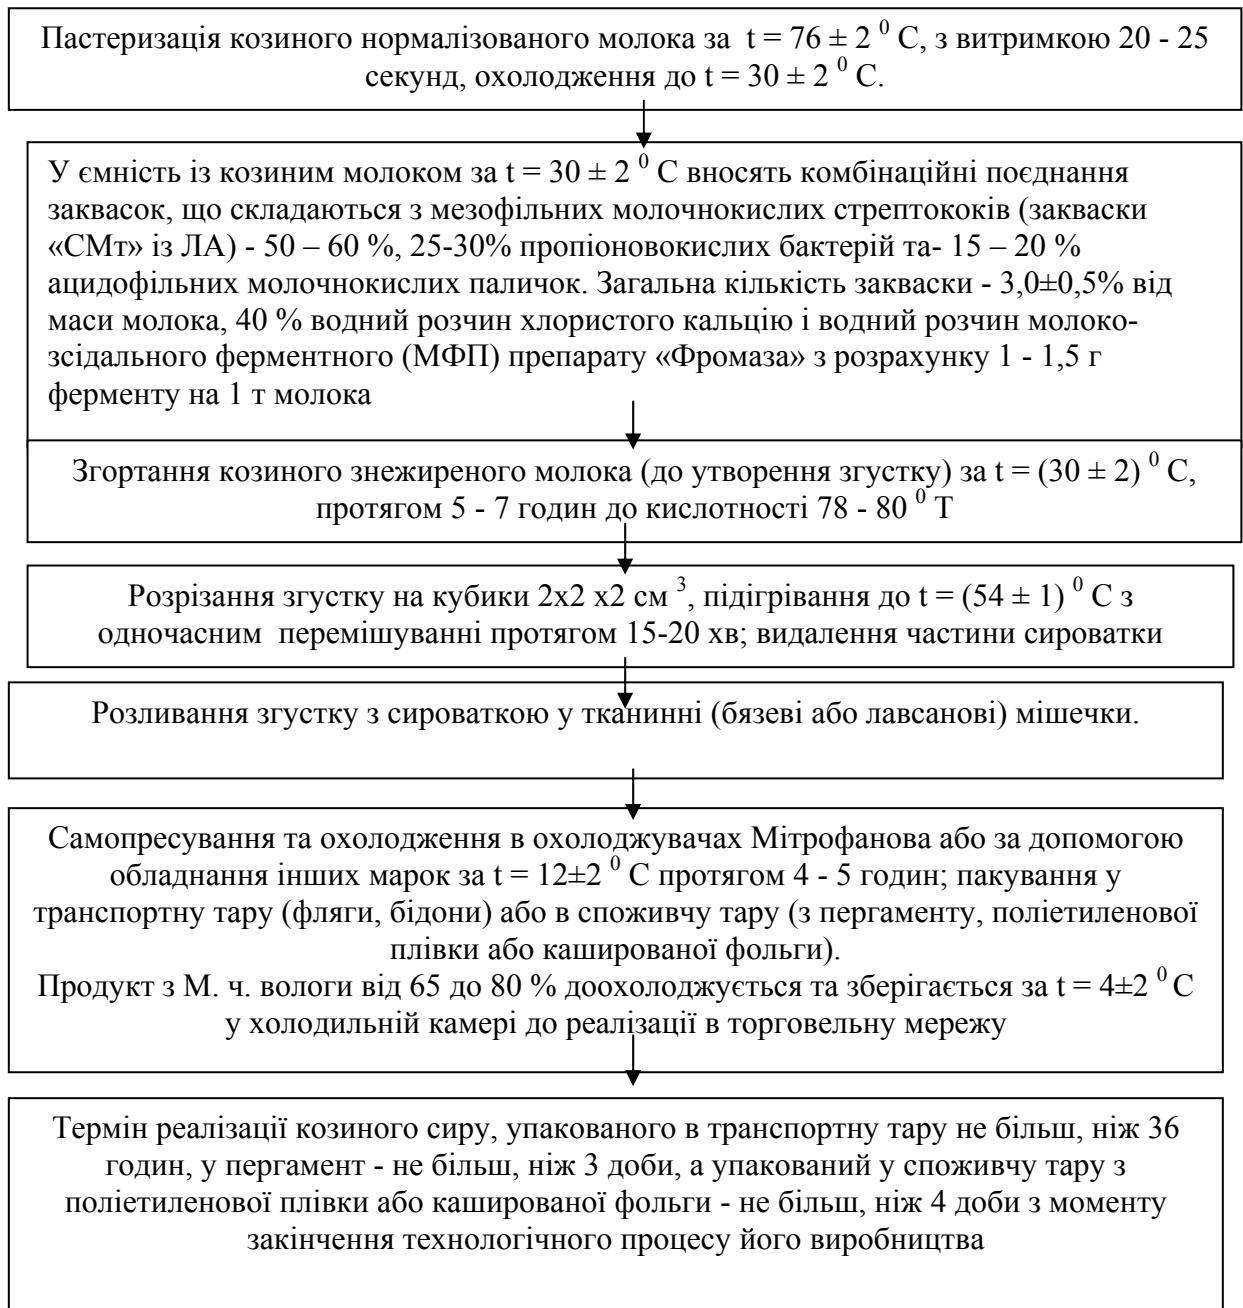 Пастеризація козиного нормалізованого молока за t = 76 ± 2 ⁰ С, з витримкою 20 - 25
секунд, охолодження до t = 30 ± 2 ⁰ С.
У ємність із козиним молоком за t = 30 ± 2 ⁰ С вносять комбінаційні поєднання
заквасок, що складаються з мезофільних молочнокислих стрептококів (закваски
«СМт» із ЛА) - 50 – 60 %, 25-30% пропіоновокислих бактерій та- 15 – 20 %
ацидофільних молочнокислих паличок. Загальна кількість закваски - 3,0±0,5% від
маси молока, 40 % водний розчин хлористого кальцію і водний розчин молоко-
зсідального ферментного (МФП) препарату «Фромаза» з розрахунку 1 - 1,5 г
ферменту на 1 т молока
Згортання козиного знежиреного молока (до утворення згустку) за t = (30 ± 2) ⁰ С,
протягом 5 - 7 годин до кислотності 78 - 80 ⁰ Т
Розрізання згустку на кубики 2х2 х2 см ³, підігрівання до t = (54 ± 1) ⁰ С з
одночасним перемішуванні протягом 15-20 хв; видалення частини сироватки
Розливання згустку з сироваткою у тканинні (бязеві або лавсанові) мішечки.
Самопресування та охолодження в охолоджувачах Мітрофанова або за допомогою
обладнання інших марок за t = 12±2 ⁰ С протягом 4 - 5 годин; пакування у
транспортну тару (фляги, бідони) або в споживчу тару (з пергаменту, поліетиленової
плівки або кашированої фольги).
Продукт з М. ч. вологи від 65 до 80 % доохолоджується та зберігається за t = 4±2 ⁰ С
у холодильній камері до реалізації в торговельну мережу
Термін реалізації козиного сиру, упакованого в транспортну тару не більш, ніж 36
годин, у пергамент - не більш, ніж 3 доби, а упакований у споживчу тару з
поліетиленової плівки або кашированої фольги - не більш, ніж 4 доби з моменту
закінчення технологічного процесу його виробництва